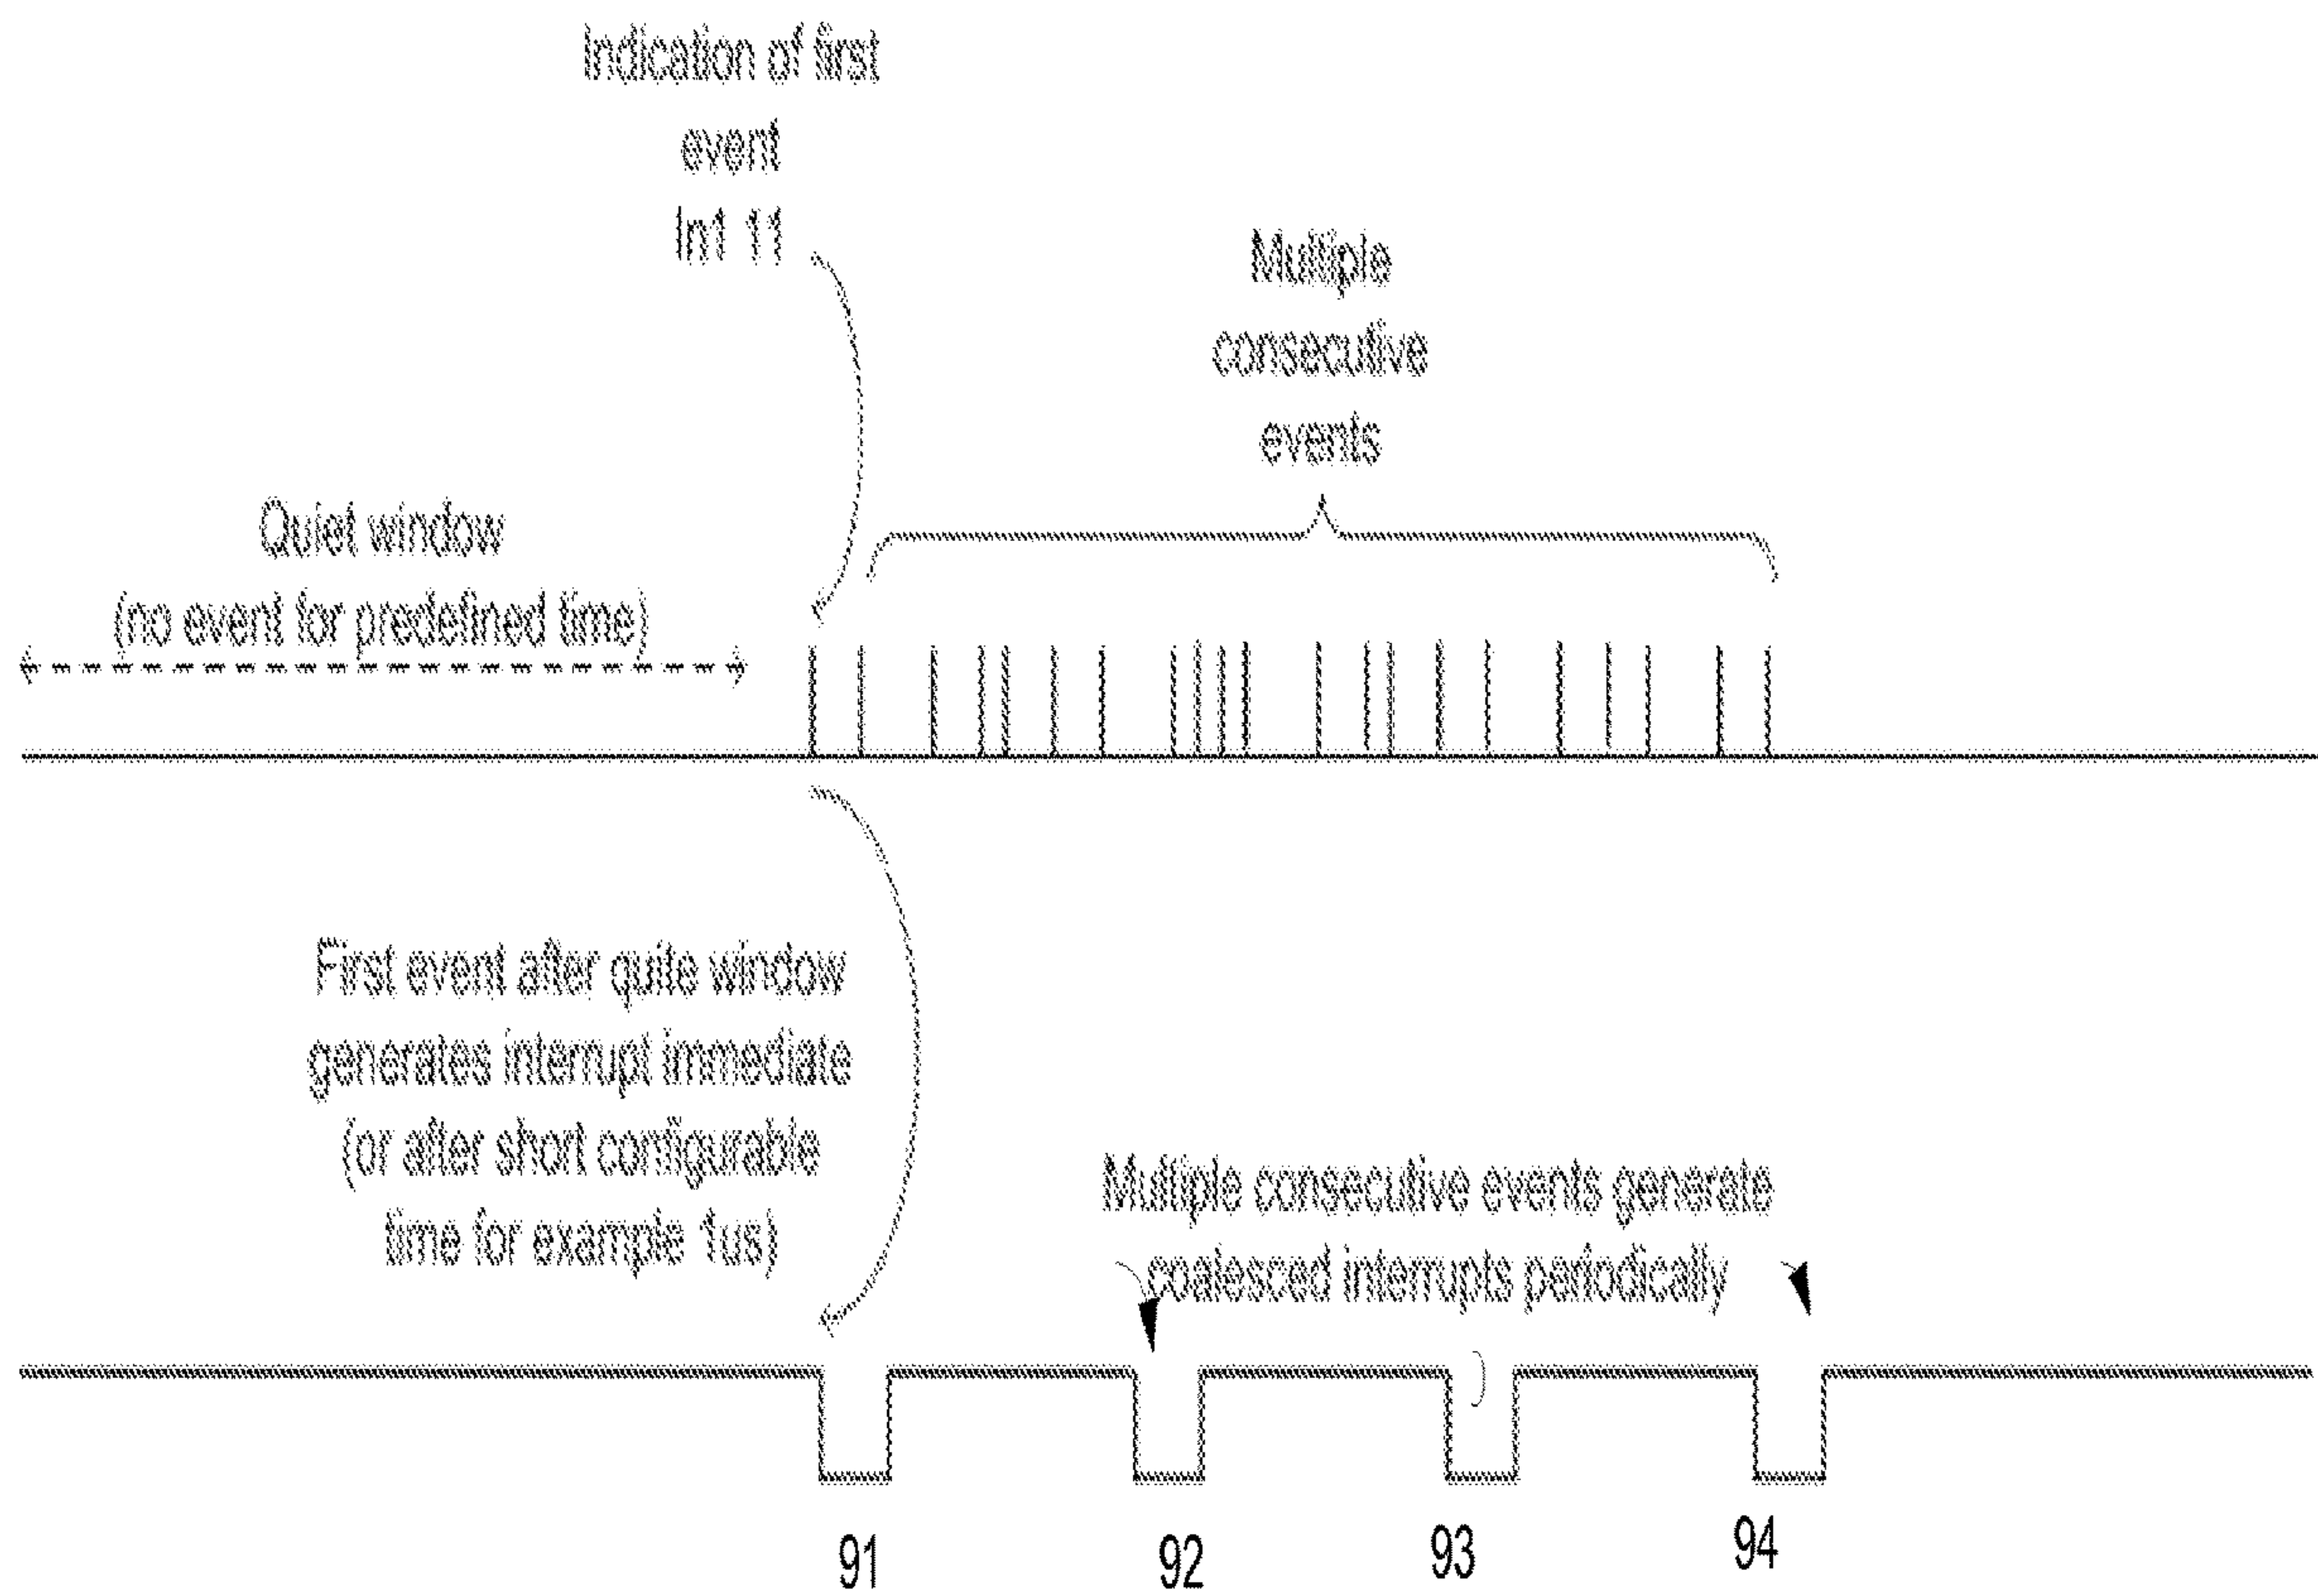 Indication of first
event
In1 11
Multiple
consecutive
events
Quiet window
(no event for predefined time)
First event after quite window
generates interrupt immediate
(or after short configurable
time for example 1us)
Multiple consecutive events generate
coalesced interrupts periodically
91
92
93
94